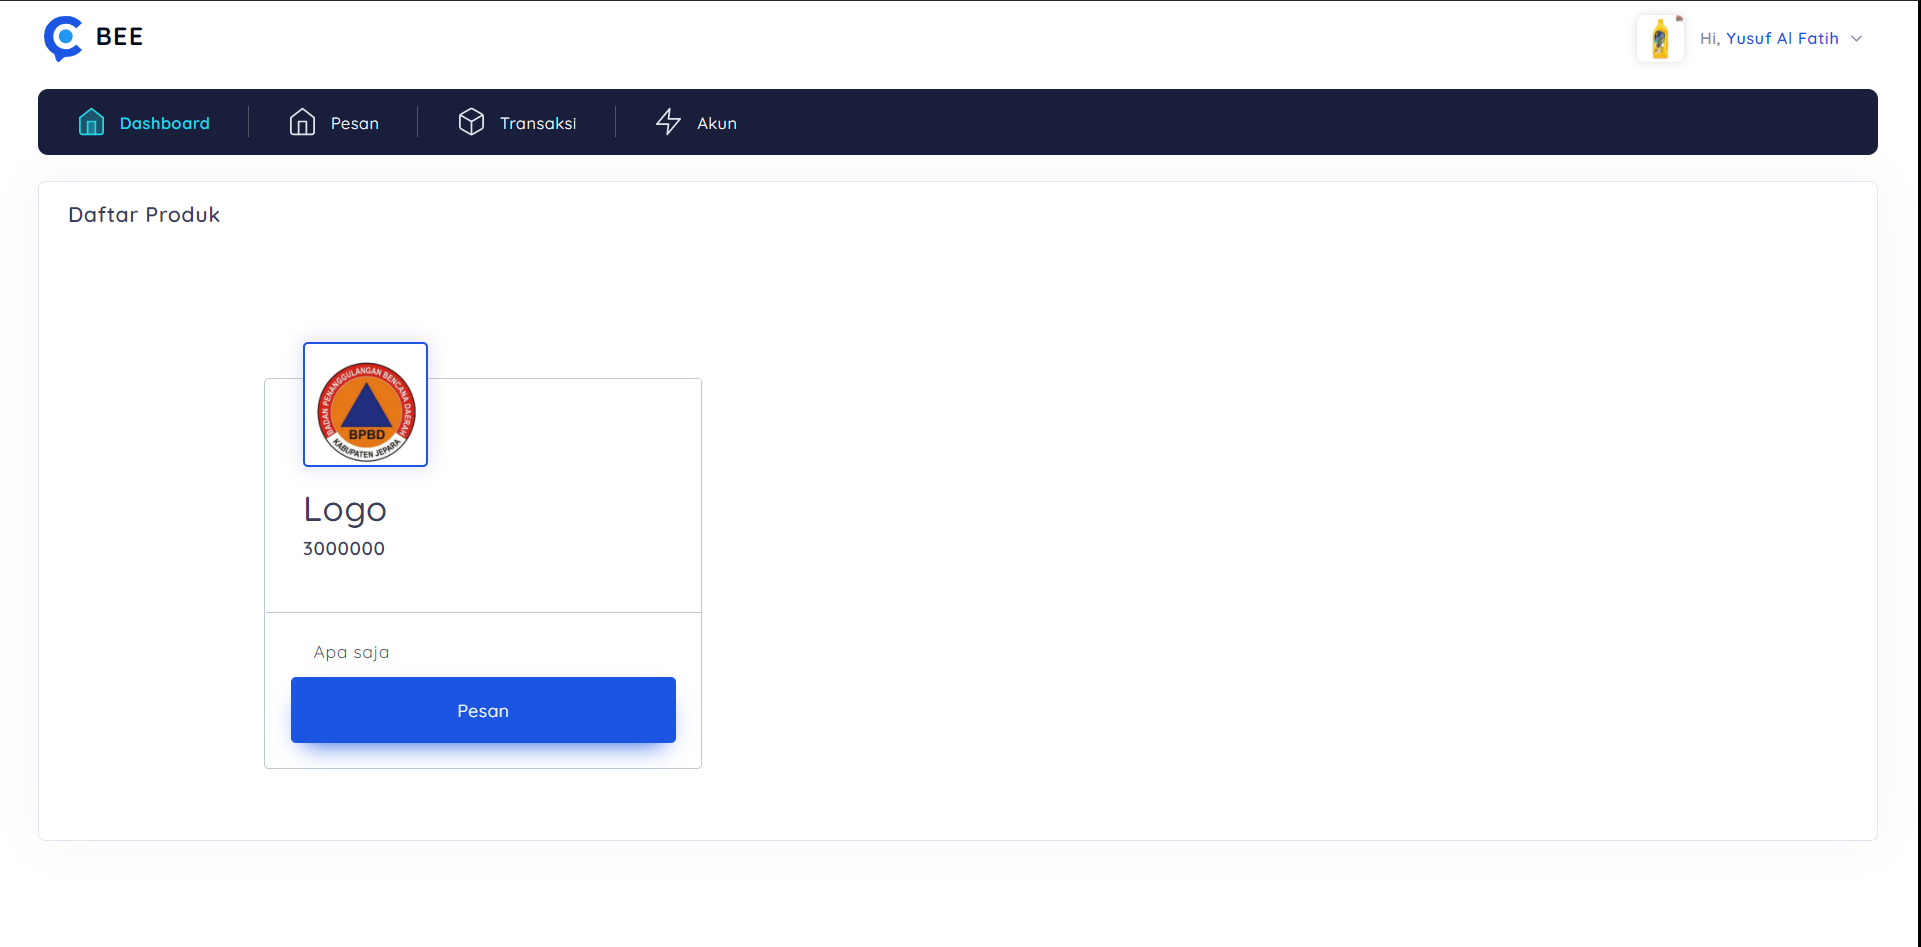 BEE
Hi, Yusuf Al Fatih
Dashboard
Pesan
Transaksi
Akun
Daftar Produk
BADAN PENANGGULANGAN BENCANA DAERAH
BPBD
KABUPATEN JEPARA
Logo
3000000
Apa saja
Pesan